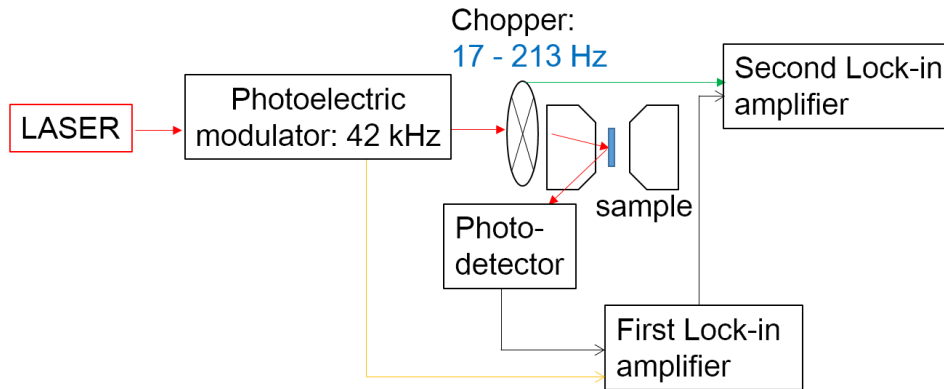 Chopper:
17 - 213 Hz
Second Lock-in
amplifier
Photoelectric
modulator: 42 kHz
LASER
sample
Photo-
detector
First Lock-in
amplifier